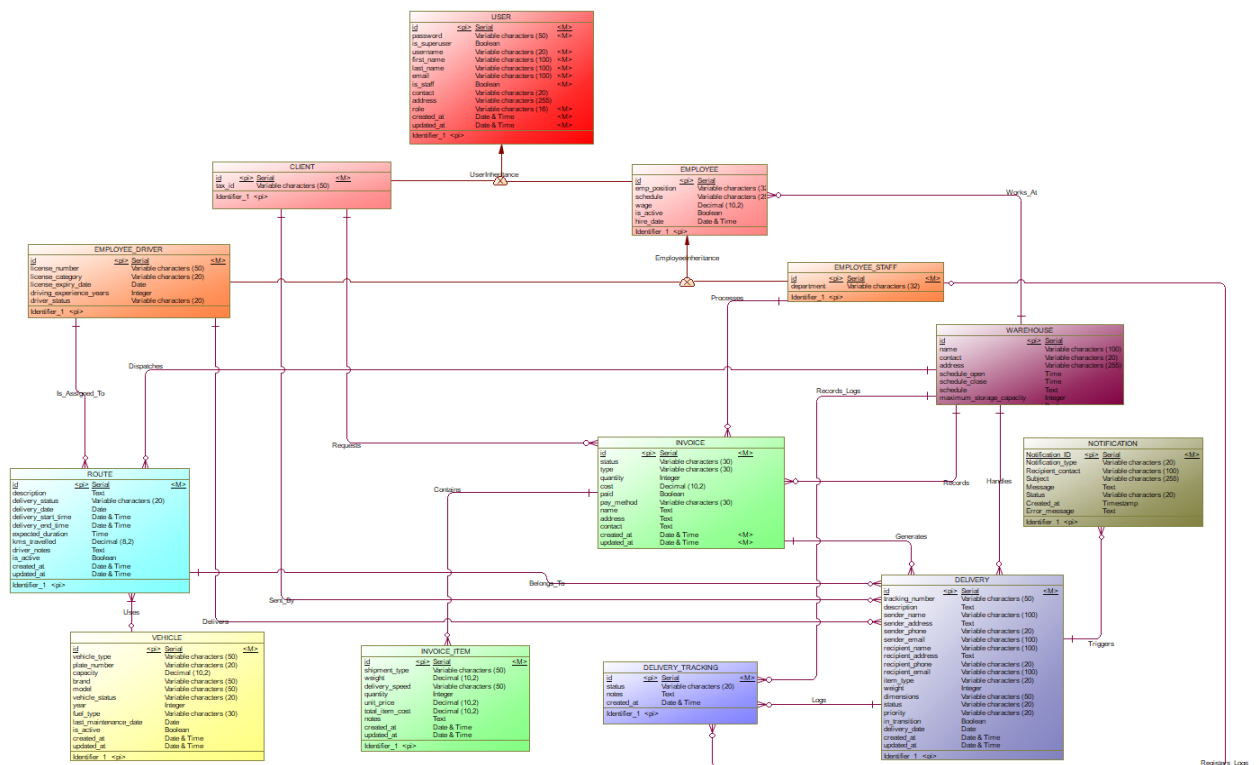 USER
id <pi> Serial <M>
password Variable characters (50) <M>
is_superuser Boolean
username Variable characters (20) <M>
first_name Variable characters (100) <M>
last_name Variable characters (100) <M>
email Variable characters (100) <M>
is_staff Boolean <M>
contact Variable characters (20)
address Variable characters (255)
role Variable characters (16) <M>
created_at Date & Time <M>
updated_at Date & Time <M>
Identifier_1 <pi>
CLIENT
id <pi> Serial <M>
tax_id Variable characters (50)
Identifier_1 <pi>
UserInheritance
EMPLOYEE
id <pi> Serial
emp_position Variable characters (32
schedule Variable characters (25
wage Decimal (10,2)
is_active Boolean
hire_date Date & Time
Identifier_1 <pi>
Works_At
EMPLOYEE_DRIVER
id <pi> Serial <M>
license_number Variable characters (50)
license_category Variable characters (20)
license_expiry_date Date
driving_experience_years Integer
driver_status Variable characters (20)
Identifier_1 <pi>
EmployeeInheritance
EMPLOYEE_STAFF
id <pi> Serial <M>
department Variable characters (32)
Identifier_1 <pi>
Processes
WAREHOUSE
id <pi> Serial
name Variable characters (100)
contact Variable characters (20)
address Variable characters (255)
schedule_open Time
schedule_close Time
schedule Text
maximum_storage_capacity Integer
Dispatches
Is_Assigned_To
Records_Logs
Requests
INVOICE
id <pi> Serial <M>
status Variable characters (30)
type Variable characters (30)
quantity Integer
cost Decimal (10,2)
paid Boolean
pay_method Variable characters (30)
name Text
address Text
contact Text
created_at Date & Time <M>
updated_at Date & Time <M>
Identifier_1 <pi>
NOTIFICATION
Notification_ID <pi> Serial <M>
Notification_type Variable characters (20)
Recipient_contact Variable characters (100)
Subject Variable characters (255)
Message Text
Status Variable characters (20)
Created_at Timestamp
Error_message Text
Identifier_1 <pi>
ROUTE
id <pi> Serial <M>
description Text
delivery_status Variable characters (20)
delivery_date Date
delivery_start_time Date & Time
delivery_end_time Date & Time
expected_duration Time
kms_travelled Decimal (8,2)
driver_notes Text
is_active Boolean
created_at Date & Time
updated_at Date & Time
Identifier_1 <pi>
Contains
Records
Handles
Generates
Belongs_To
Sent_By
Uses
Delivers
DELIVERY
id <pi> Serial <M>
tracking_number Variable characters (50)
description Text
sender_name Variable characters (100)
sender_address Text
sender_phone Variable characters (20)
sender_email Variable characters (100)
recipient_name Variable characters (100)
recipient_address Text
recipient_phone Variable characters (20)
recipient_email Variable characters (100)
item_type Variable characters (20)
weight Integer
dimensions Variable characters (50)
status Variable characters (20)
priority Variable characters (20)
in_transition Boolean
delivery_date Date
created_at Date & Time
updated_at Date & Time
Identifier_1 <pi>
Triggers
VEHICLE
id <pi> Serial <M>
vehicle_type Variable characters (50)
plate_number Variable characters (20)
capacity Decimal (10,2)
brand Variable characters (50)
model Variable characters (50)
vehicle_status Variable characters (20)
year Integer
fuel_type Variable characters (30)
last_maintenance_date Date
is_active Boolean
created_at Date & Time
updated_at Date & Time
Identifier_1 <pi>
INVOICE_ITEM
id <pi> Serial <M>
shipment_type Variable characters (50)
weight Decimal (10,2)
delivery_speed Variable characters (50)
quantity Integer
unit_price Decimal (10,2)
total_item_cost Decimal (10,2)
notes Text
created_at Date & Time
updated_at Date & Time
Identifier_1 <pi>
DELIVERY_TRACKING
id <pi> Serial <M>
status Variable characters (20)
notes Text
created_at Date & Time
Identifier_1 <pi>
Logs
Registers_Logs